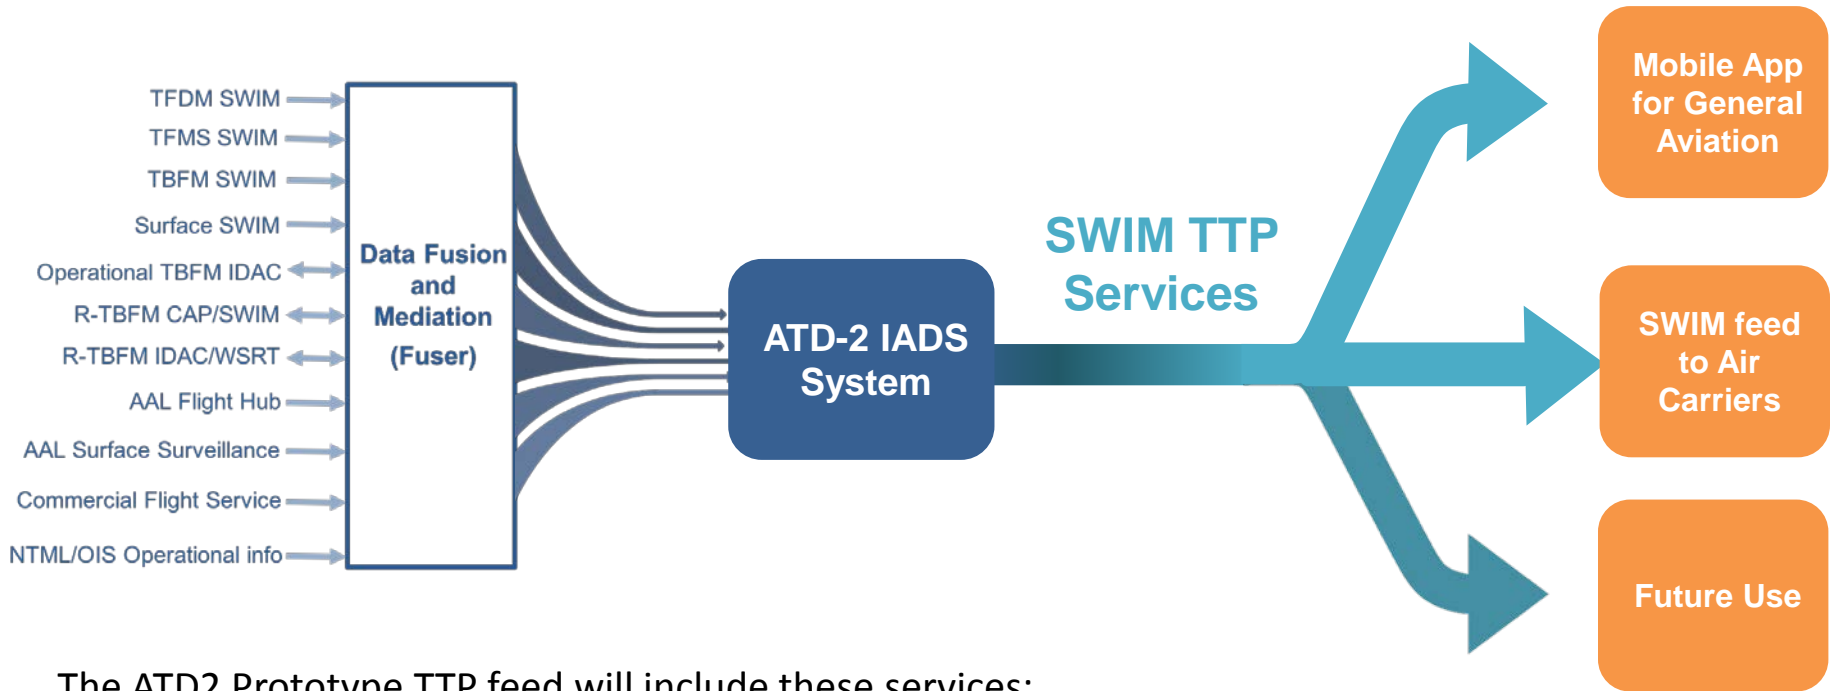 TFDM SWIM
TFMS SWIM
TBFM SWIM
Surface SWIM
Operational TBFM IDAC
R-TBFM CAP/SWIM
R-TBFM IDAC/WSRT
AAL Flight Hub
AAL Surface Surveillance
Commercial Flight Service
NTML/OIS Operational info
Data Fusion
and
Mediation
(Fuser)
ATD-2 IADS
System
SWIM TTP
Services
Mobile App
for General
Aviation
SWIM feed
to Air
Carriers
Future Use
The ATD2 Prototype TTP feed will include these services: